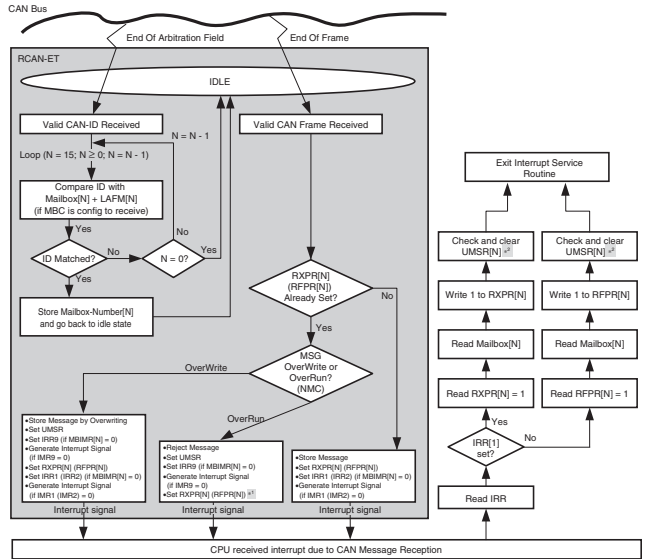 CAN Bus
End Of Arbitration Field
End Of Frame
RCAN-ET
IDLE
Valid CAN-ID Received
Valid CAN Frame Received
N = N - 1
Loop (N = 15; N ≥ 0; N = N - 1)
Compare ID with
Mailbox[N] + LAFM[N]
(if MBC is config to receive)
Yes
No
ID Matched?
No
N = 0?
Yes
Yes
Store Mailbox-Number[N]
and go back to idle state
RXPR[N]
(RFPR[N])
Already Set?
No
Yes
MSG
OverWrite or
OverRun?
(NMC)
OverWrite
OverRun
•Store Message by Overwriting
•Set UMSR
•Set IRR9 (if MBIMR[N] = 0)
•Generate Interrupt Signal
(if IMR9 = 0)
•Set RXPR[N] (RFPR[N])
•Set IRR1 (IRR2) (if MBIMR[N] = 0)
•Generate Interrupt Signal
(if IMR1 (IMR2) = 0)
•Reject Message
•Set UMSR
•Set IRR9 (if MBIMR[N] = 0)
•Generate Interrupt Signal
(if IMR9 = 0)
•Set RXPR[N] (RFPR[N]) *1
•Store Message
•Set RXPR[N] (RFPR[N])
•Set IRR1 (IRR2) (if MBIMR[N] = 0)
•Generate Interrupt Signal
(if IMR1 (IMR2) = 0)
Interrupt signal
Interrupt signal
Interrupt signal
CPU received interrupt due to CAN Message Reception
Exit Interrupt Service
Routine
Check and clear
UMSR[N] *2
Check and clear
UMSR[N] *2
Write 1 to RXPR[N]
Write 1 to RFPR[N]
Read Mailbox[N]
Read Mailbox[N]
Read RXPR[N] = 1
Read RFPR[N] = 1
Yes
IRR[1]
set?
No
Read IRR